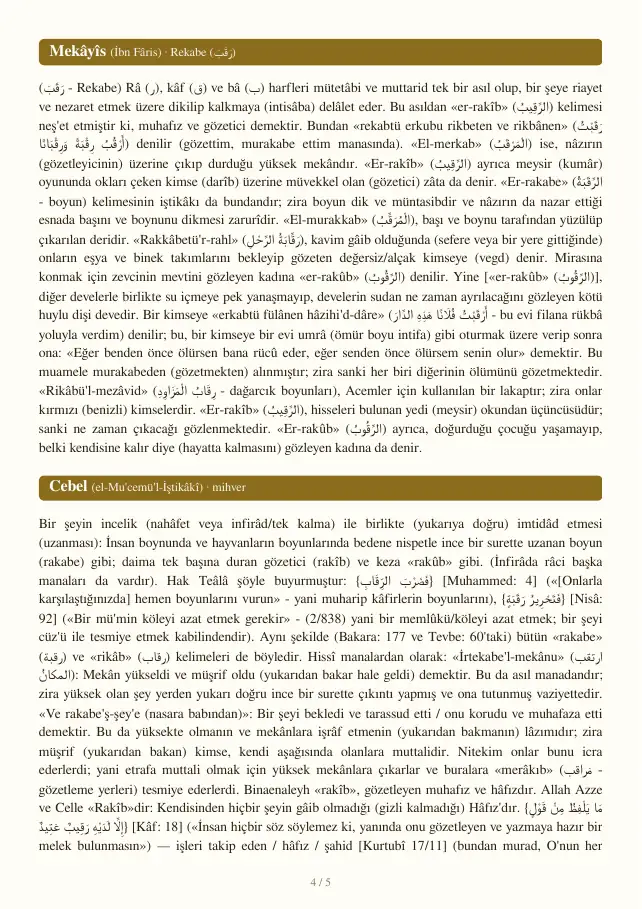 Mekâyîs (İbn Fâris) · Rekabe (رَقَبَ)
(رَقَبَ - Rekabe) Râ (ر), kâf (ق) ve bâ (ب) harfleri mütetâbi ve muttarid tek bir asıl olup, bir şeye riayet
ve nezaret etmek üzere dikilip kalkmaya (intisâba) delâlet eder. Bu asıldan «er-rakîb» (الرَّقِيبُ) kelimesi
neş'et etmiştir ki, muhafız ve gözetici demektir. Bundan «rekabtü erkubu rikbeten ve rikbânen» (رَقَبْتُ
أَرْقُبُ رِقْبَةً وَرِقْبَانًا) denilir (gözettim, murakabe ettim manasında). «El-merkab» (الْمَرْقَبُ) ise, nâzırın
(gözetleyicinin) üzerine çıkıp durduğu yüksek mekândır. «Er-rakîb» (الرَّقِيبُ) ayrıca meysir (kumâr)
oyununda okları çeken kimse (darîb) üzerine müvekkel olan (gözetici) zâta da denir. «Er-rakabe» (الرَّقَبَةُ
- boyun) kelimesinin iştikâkı da bundandır; zira boyun dik ve müntasibdir ve nâzırın da nazar ettiği
esnada başını ve boynunu dikmesi zarurîdir. «El-murakkab» (الْمُرَقَّبُ), başı ve boynu tarafından yüzülüp
çıkarılan deridir. «Rakkâbetü'r-rahl» (رَقَّابَةُ الرَّحْلِ), kavim gâib olduğunda (sefere veya bir yere gittiğinde)
onların eşya ve binek takımlarını bekleyip gözeten değersiz/alçak kimseye (vegd) denir. Mirasına
konmak için zevcinin mevtini gözleyen kadına «er-rakûb» (الرَّقُوبُ) denilir. Yine [«er-rakûb» (الرَّقُوبُ)],
diğer develerle birlikte su içmeye pek yanaşmayıp, develerin sudan ne zaman ayrılacağını gözleyen kötü
huylu dişi devedir. Bir kimseye «erkabtü fülânen hâzihi'd-dâre» (أَرْقَبْتُ فُلَانًا هَذِهِ الدَّارَ - bu evi filana rükbâ
yoluyla verdim) denilir; bu, bir kimseye bir evi umrâ (ömür boyu intifa) gibi oturmak üzere verip sonra
ona: «Eğer benden önce ölürsen bana rücû eder, eğer senden önce ölürsem senin olur» demektir. Bu
muamele murakabeden (gözetmekten) alınmıştır; zira sanki her biri diğerinin ölümünü gözetmektedir.
«Rikâbü'l-mezâvid» (رِقَابُ الْمَزَاوِدِ - dağarcık boyunları), Acemler için kullanılan bir lakaptır; zira onlar
kırmızı (benizli) kimselerdir. «Er-rakîb» (الرَّقِيبُ), hisseleri bulunan yedi (meysir) okundan üçüncüsüdür;
sanki ne zaman çıkacağı gözlenmektedir. «Er-rakûb» (الرَّقُوبُ) ayrıca, doğurduğu çocuğu yaşamayıp,
belki kendisine kalır diye (hayatta kalmasını) gözleyen kadına da denir.
Cebel (el-Mu'cemü'l-İştikâkî) · mihver
Bir şeyin incelik (nahâfet veya infirâd/tek kalma) ile birlikte (yukarıya doğru) imtidâd etmesi
(uzanması): İnsan boynunda ve hayvanların boyunlarında bedene nispetle ince bir surette uzanan boyun
(rakabe) gibi; daima tek başına duran gözetici (rakîb) ve keza «rakûb» gibi. (İnfirâda râci başka
manaları da vardır). Hak Teâlâ şöyle buyurmuştur: {فَضَرْبَ الرِّقَابِ} [Muhammed: 4] («[Onlarla
karşılaştığınızda] hemen boyunlarını vurun» - yani muharip kâfirlerin boyunlarını), {فَتَحْرِيرُ رَقَبَةٍ} [Nisâ:
92] («Bir mü'min köleyi azat etmek gerekir» - (2/838) yani bir memlûkü/köleyi azat etmek; bir şeyi
cüz'ü ile tesmiye etmek kabilindendir). Aynı şekilde (Bakara: 177 ve Tevbe: 60'taki) bütün «rakabe»
(رقبة) ve «rikâb» (رقاب) kelimeleri de böyledir. Hissî manalardan olarak: «İrtekabe'l-mekânu» (ارتقب
المكانُ): Mekân yükseldi ve müşrif oldu (yukarıdan bakar hale geldi) demektir. Bu da asıl manadandır;
zira yüksek olan şey yerden yukarı doğru ince bir surette çıkıntı yapmış ve ona tutunmuş vaziyettedir.
«Ve rakabe'ş-şey'e (nasara babından)»: Bir şeyi bekledi ve tarassud etti / onu korudu ve muhafaza etti
demektir. Bu da yüksekte olmanın ve mekânlara işrâf etmenin (yukarıdan bakmanın) lâzımıdır; zira
müşrif (yukarıdan bakan) kimse, kendi aşağısında olanlara muttalidir. Nitekim onlar bunu icra
ederlerdi; yani etrafa muttali olmak için yüksek mekânlara çıkarlar ve buralara «merâkıb» (مَراقب -
gözetleme yerleri) tesmiye ederlerdi. Binaenaleyh «rakîb», gözetleyen muhafız ve hâfızdır. Allah Azze
ve Celle «Rakîb»dir: Kendisinden hiçbir şeyin gâib olmadığı (gizli kalmadığı) Hâfız'dır. {مَا يَلْفِظُ مِنْ قَوْلٍ
إِلَّا لَدَيْهِ رَقِيبٌ عَتِيدٌ} [Kâf: 18] («İnsan hiçbir söz söylemez ki, yanında onu gözetleyen ve yazmaya hazır bir
melek bulunmasın») — işleri takip eden / hâfız / şahid [Kurtubî 17/11] (bundan murad, O'nun her
4 / 5